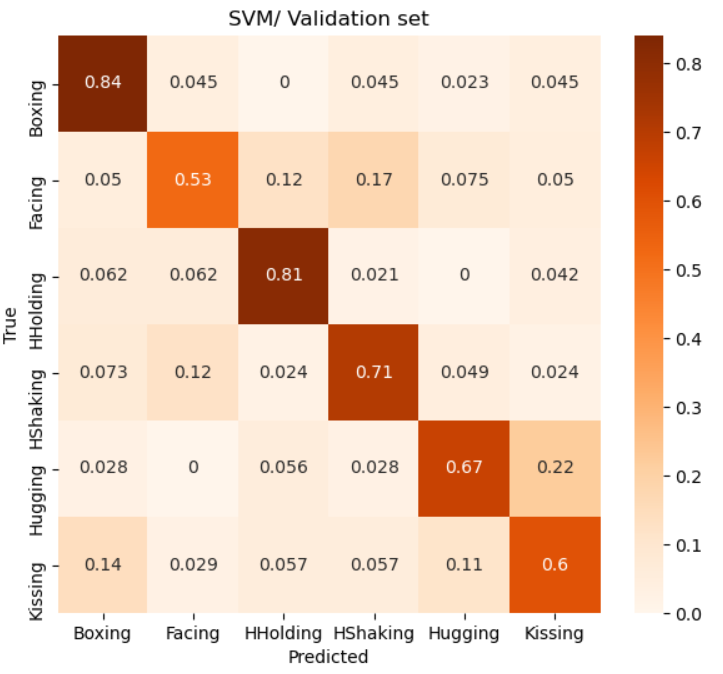 SVM/ Validation set
Boxing 0.84 0.045 0 0.045 0.023 0.045
Facing 0.05 0.53 0.12 0.17 0.075 0.05
HHolding 0.062 0.062 0.81 0.021 0 0.042
HShaking 0.073 0.12 0.024 0.71 0.049 0.024
Hugging 0.028 0 0.056 0.028 0.67 0.22
Kissing 0.14 0.029 0.057 0.057 0.11 0.6
True
Boxing Facing HHolding HShaking Hugging Kissing
Predicted
0.8
0.7
0.6
0.5
0.4
0.3
0.2
0.1
0.0